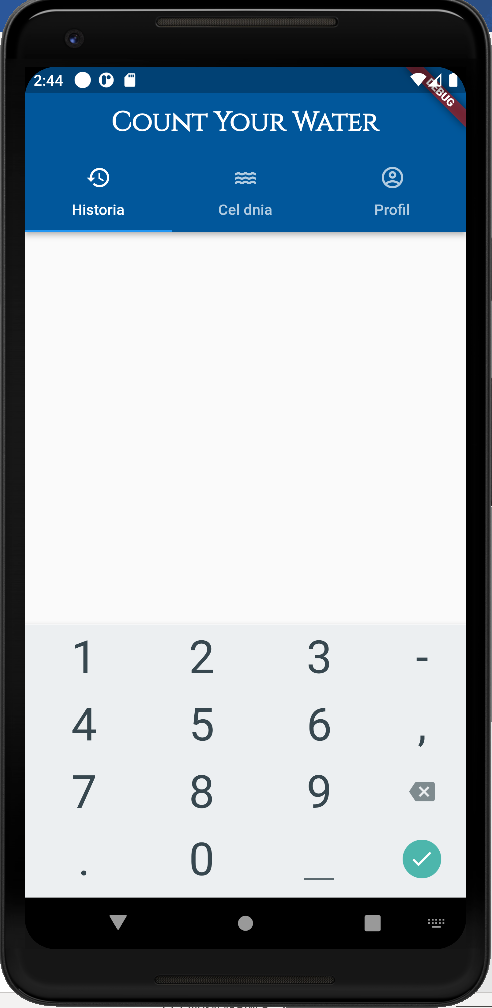 2:44
DEBUG
Count Your Water
Historia
Cel dnia
Profil
1 2 3 -
4 5 6 ,
7 8 9
. 0 _